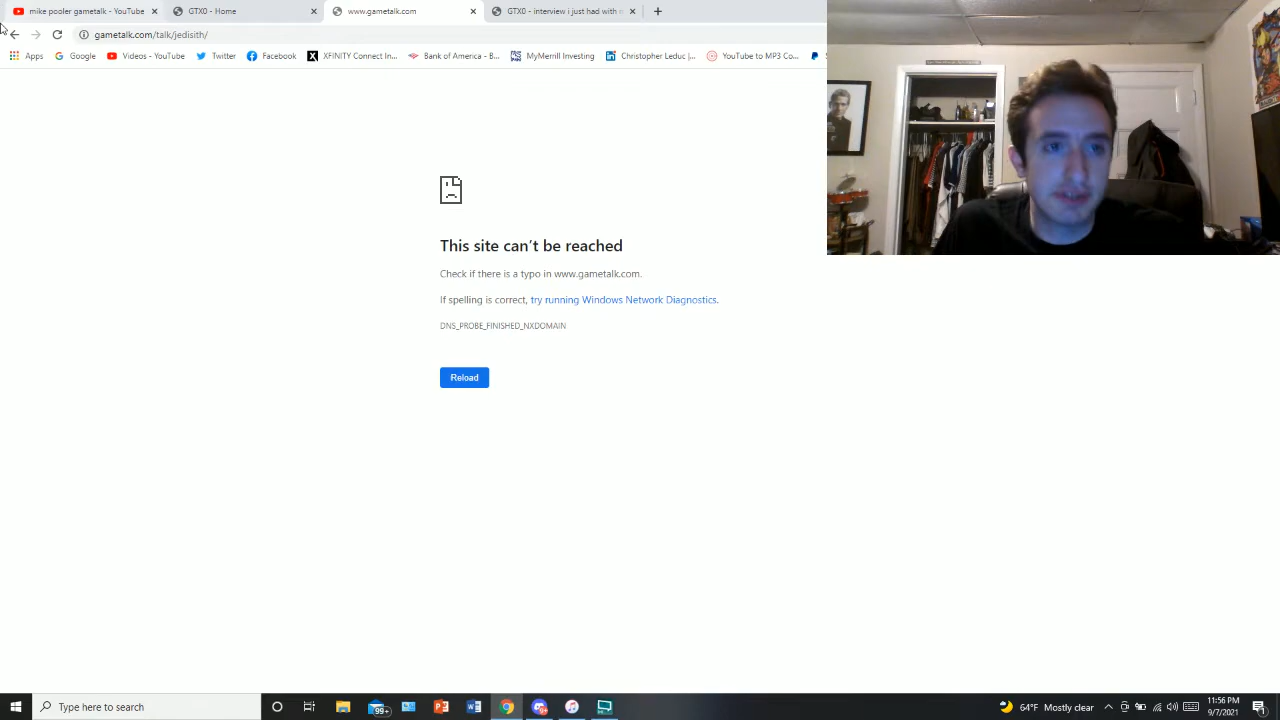 mike pooler gametalk - YouTube
GTX0 - Home
www.gametalk.com
GTX0 - interview i just had with m
gametalk.com/talk/jedisith/
Apps
Google
Videos - YouTube
Twitter
Facebook
XFINITY Connect In...
Bank of America - B...
MyMerrill Investing
Christopher Leduc |...
YouTube to MP3 Co...
This site can't be reached
Check if there is a typo in www.gametalk.com.
If spelling is correct, try running Windows Network Diagnostics.
DNS_PROBE_FINISHED_NXDOMAIN
Reload
Type here to search
99+
64°F Mostly clear
11:56 PM
9/7/2021